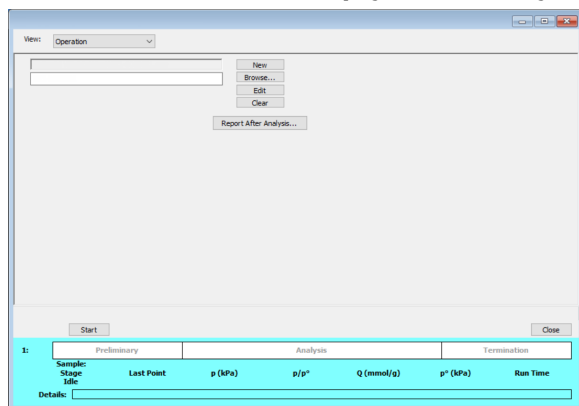 View: Operation
New
Browse...
Edit
Clear
Report After Analysis...
Start Close
1: Preliminary Analysis Termination
Sample:
Stage Last Point p (kPa) p/p° Q (mmol/g) p° (kPa) Run Time
Idle
Details: